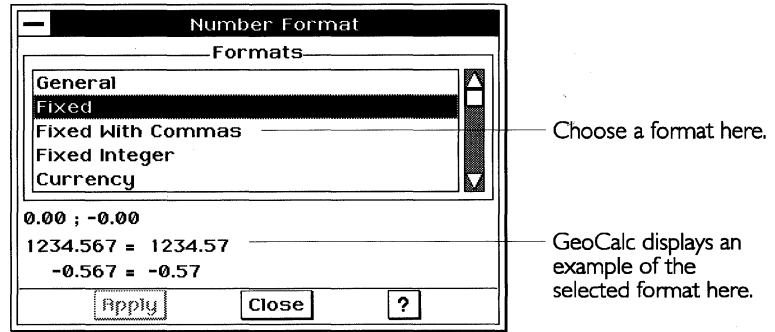 Number Format
Formats
General
Fixed
Fixed With Commas
Fixed Integer
Currency
Choose a format here.
0.00 ; -0.00
1234.567 = 1234.57
-0.567 = -0.57
GeoCalc displays an
example of the
selected format here.
Apply
Close
?